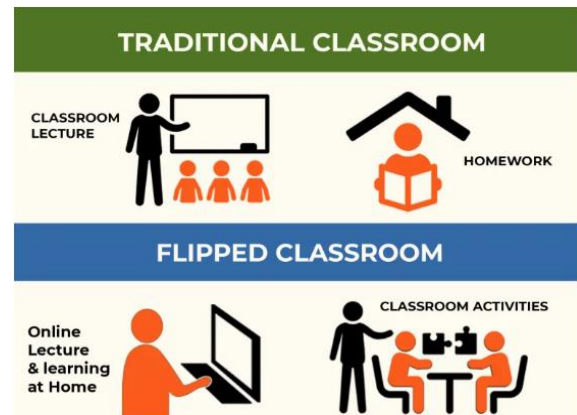 TRADITIONAL CLASSROOM
CLASSROOM
LECTURE
HOMEWORK
FLIPPED CLASSROOM
Online
Lecture
& learning
at Home
CLASSROOM ACTIVITIES